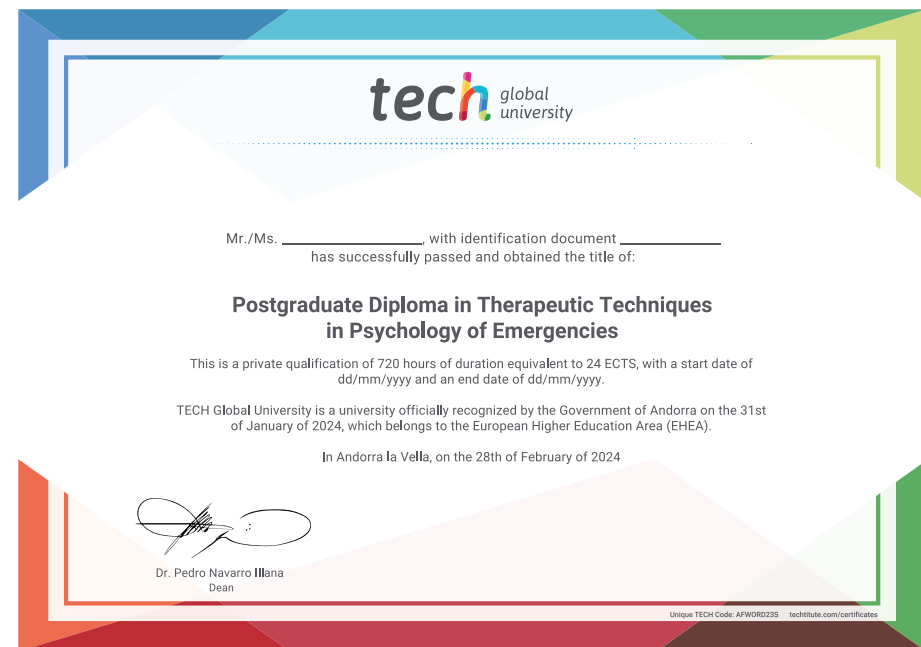 tech global university
Mr./Ms. ____________________, with identification document ______________
has successfully passed and obtained the title of:
Postgraduate Diploma in Therapeutic Techniques
in Psychology of Emergencies
This is a private qualification of 720 hours of duration equivalent to 24 ECTS, with a start date of
dd/mm/yyyy and an end date of dd/mm/yyyy.
TECH Global University is a university officially recognized by the Government of Andorra on the 31st
of January of 2024, which belongs to the European Higher Education Area (EHEA).
In Andorra la Vella, on the 28th of February of 2024
Dr. Pedro Navarro Illana
Dean
Unique TECH Code: AFWORD23S techtitute.com/certificates